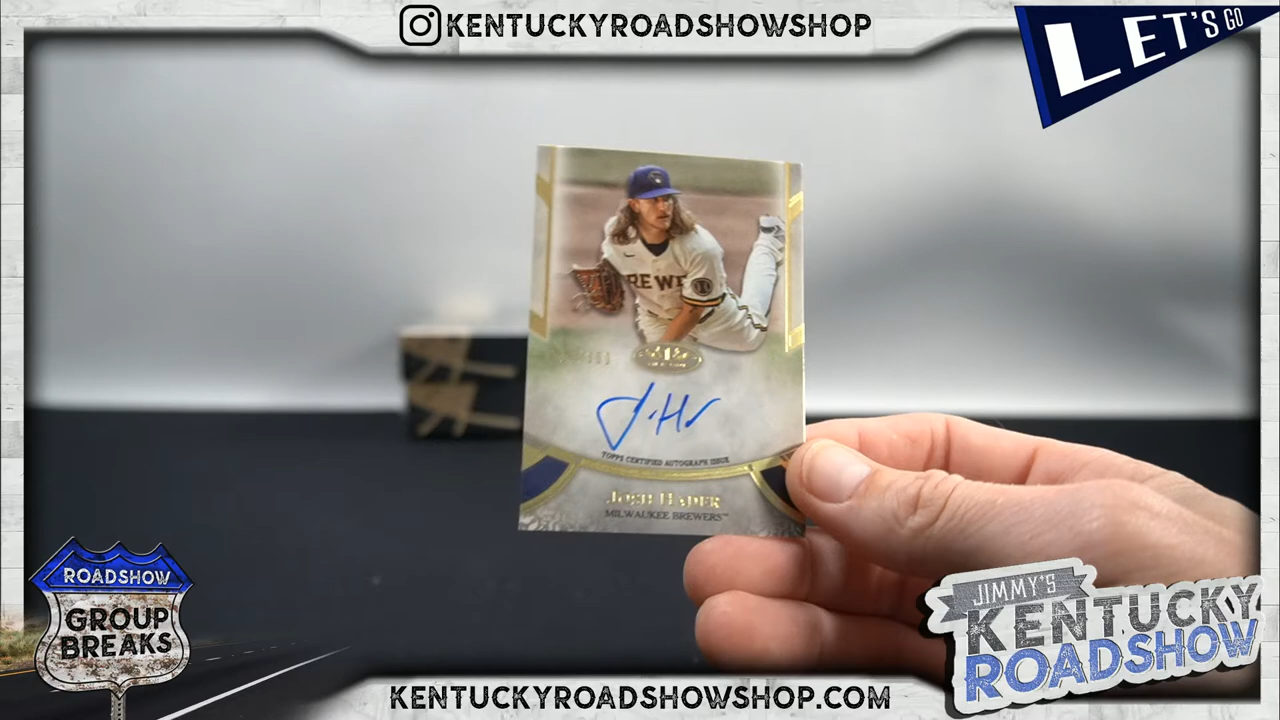 KENTUCKYROADSHOWSHOP
LET'S GO
BREWE
TOPPS CERTIFIED AUTOGRAPH ISSUE
JOSH HADER
MILWAUKEE BREWERS™
ROADSHOW
GROUP
BREAKS
JIMMY'S
KENTUCKY
ROADSHOW
KENTUCKYROADSHOWSHOP.COM